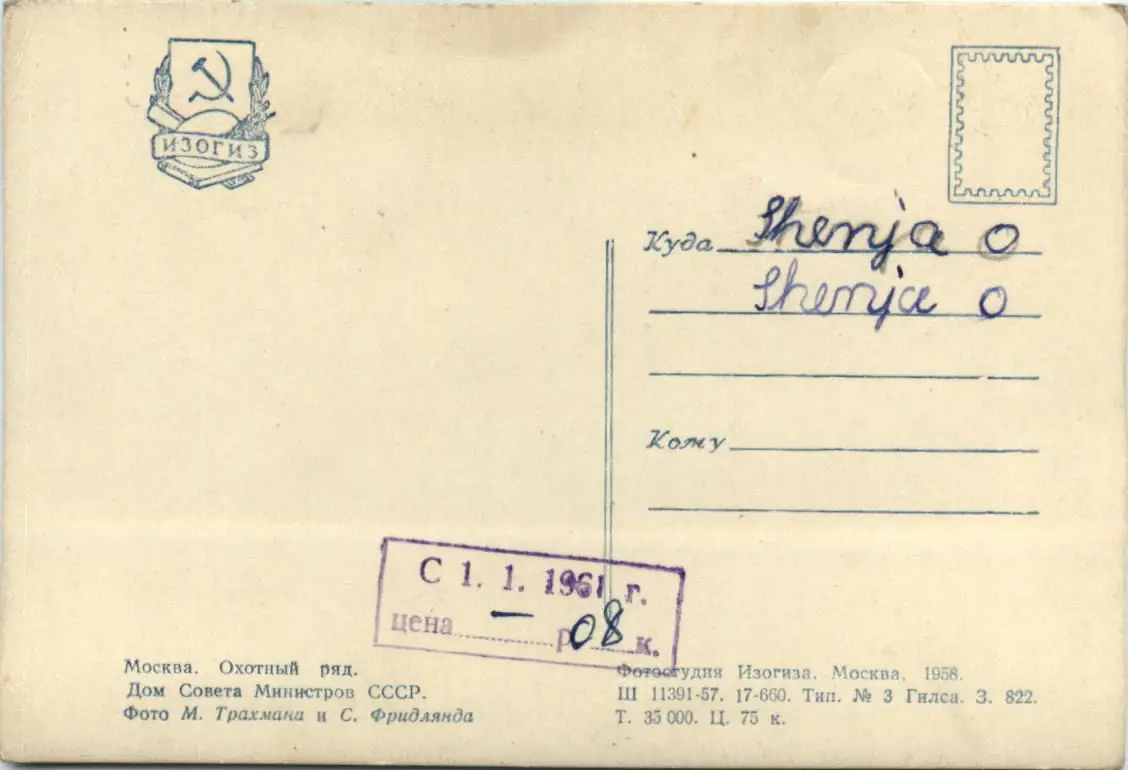 ИЗОГИЗ
Куда Shenja O
Shenja O
Кому
С 1. 1. 1961 г.
цена — р 08 к.
Москва. Охотный ряд.
Дом Совета Министров СССР.
Фото М. Трахмана и С. Фридлянда
Фотостудия Изогиза. Москва, 1958.
Ш 11391-57. 17-660. Тип. № 3 Гилса. З. 822.
Т. 35 000. Ц. 75 к.